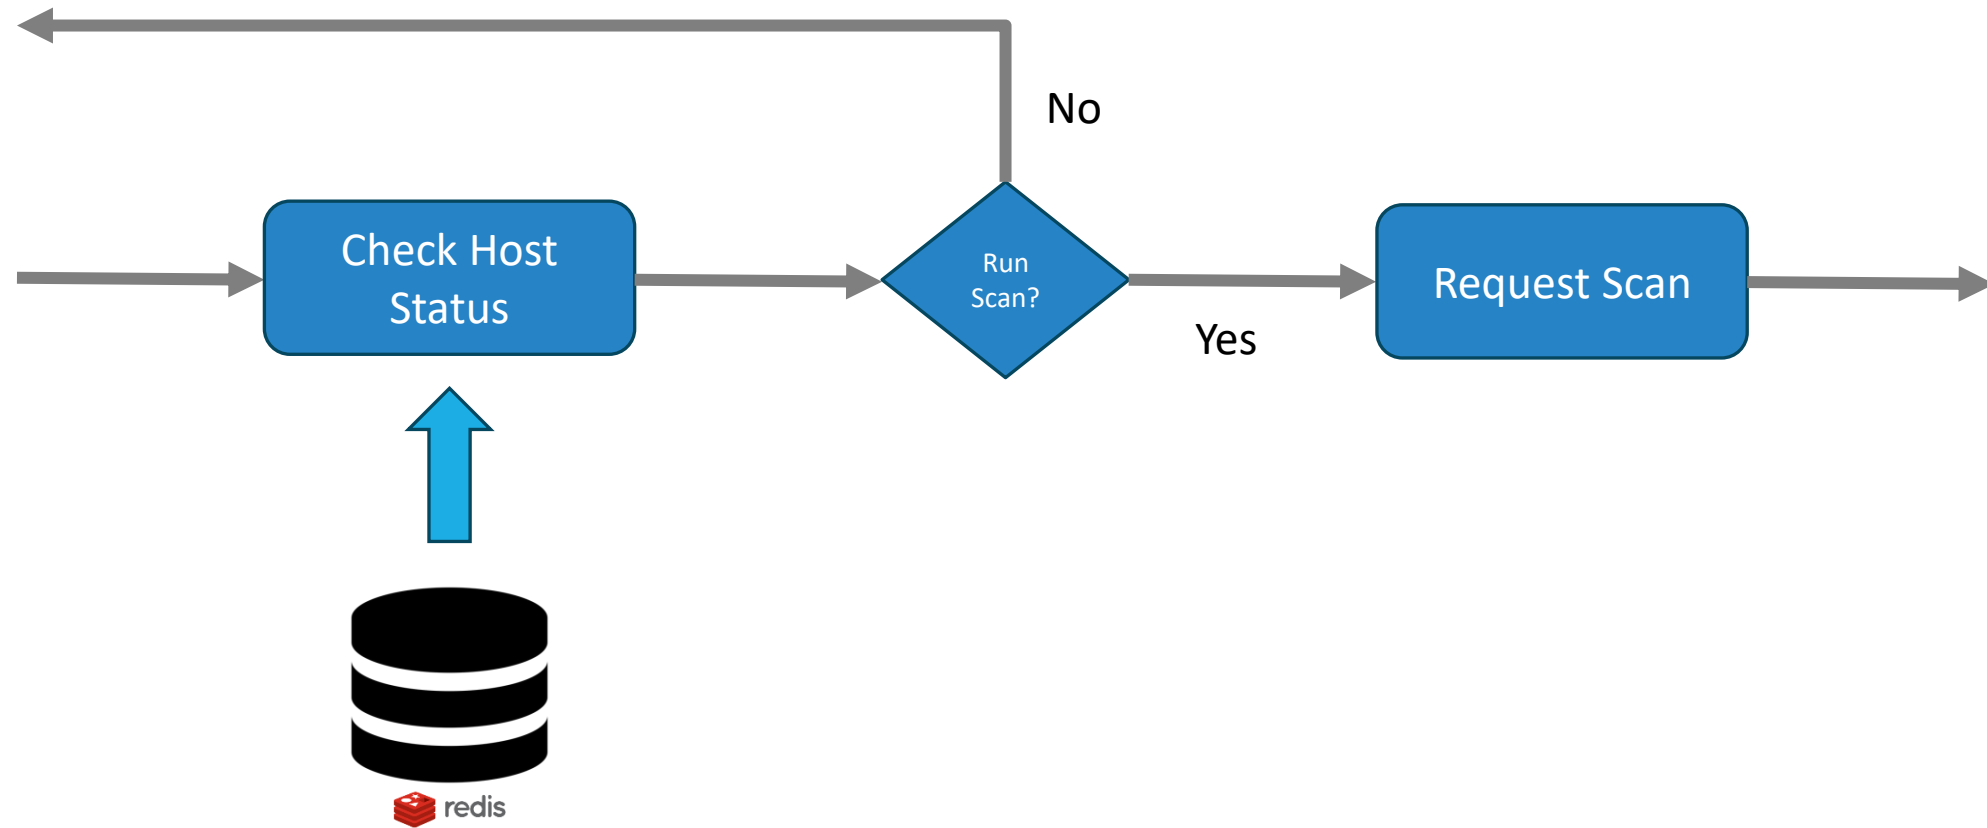 No
Check Host
Status
Run
Scan?
Yes
Request Scan
redis